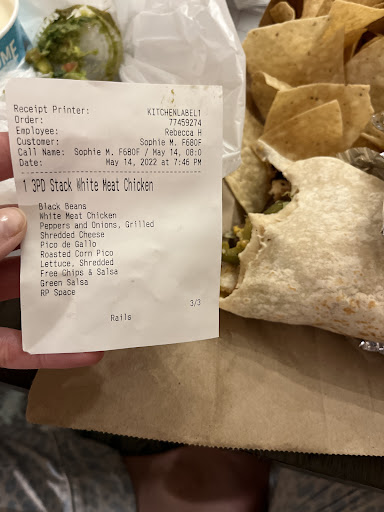 Receipt Printer: KITCHENLABEL1
Order: 77459274
Employee: Rebecca H
Customer: Sophie M. F680F
Call Name: Sophie M. F680F / May 14, 08:0
Date: May 14, 2022 at 7:46 PM
1 3PD Stack White Meat Chicken
Black Beans
White Meat Chicken
Peppers and Onions, Grilled
Shredded Cheese
Pico de Gallo
Roasted Corn Pico
Lettuce, Shredded
Free Chips & Salsa
Green Salsa
RP Space
3/3
Rails